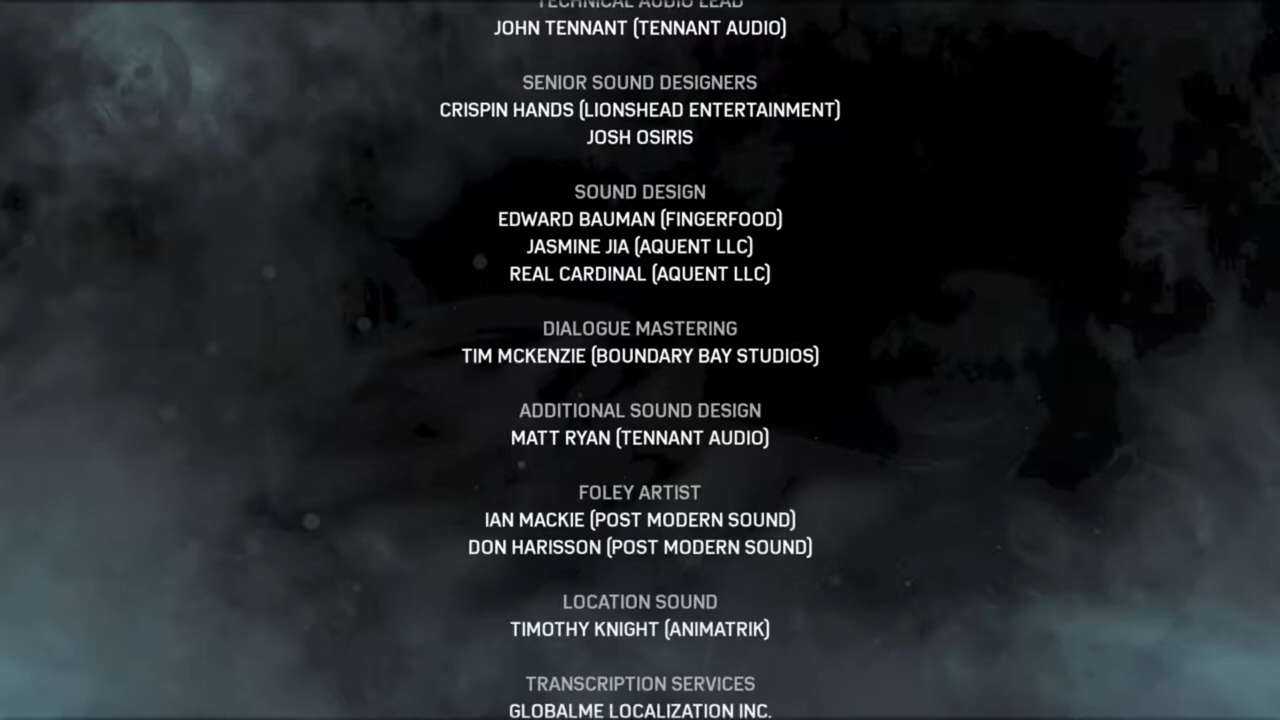 TECHNICAL AUDIO LEAD
JOHN TENNANT (TENNANT AUDIO)
SENIOR SOUND DESIGNERS
CRISPIN HANDS (LIONSHEAD ENTERTAINMENT)
JOSH OSIRIS
SOUND DESIGN
EDWARD BAUMAN (FINGERFOOD)
JASMINE JIA (AQUENT LLC)
REAL CARDINAL (AQUENT LLC)
DIALOGUE MASTERING
TIM MCKENZIE (BOUNDARY BAY STUDIOS)
ADDITIONAL SOUND DESIGN
MATT RYAN (TENNANT AUDIO)
FOLEY ARTIST
IAN MACKIE (POST MODERN SOUND)
DON HARISSON (POST MODERN SOUND)
LOCATION SOUND
TIMOTHY KNIGHT (ANIMATRIK)
TRANSCRIPTION SERVICES
GLOBALME LOCALIZATION INC.